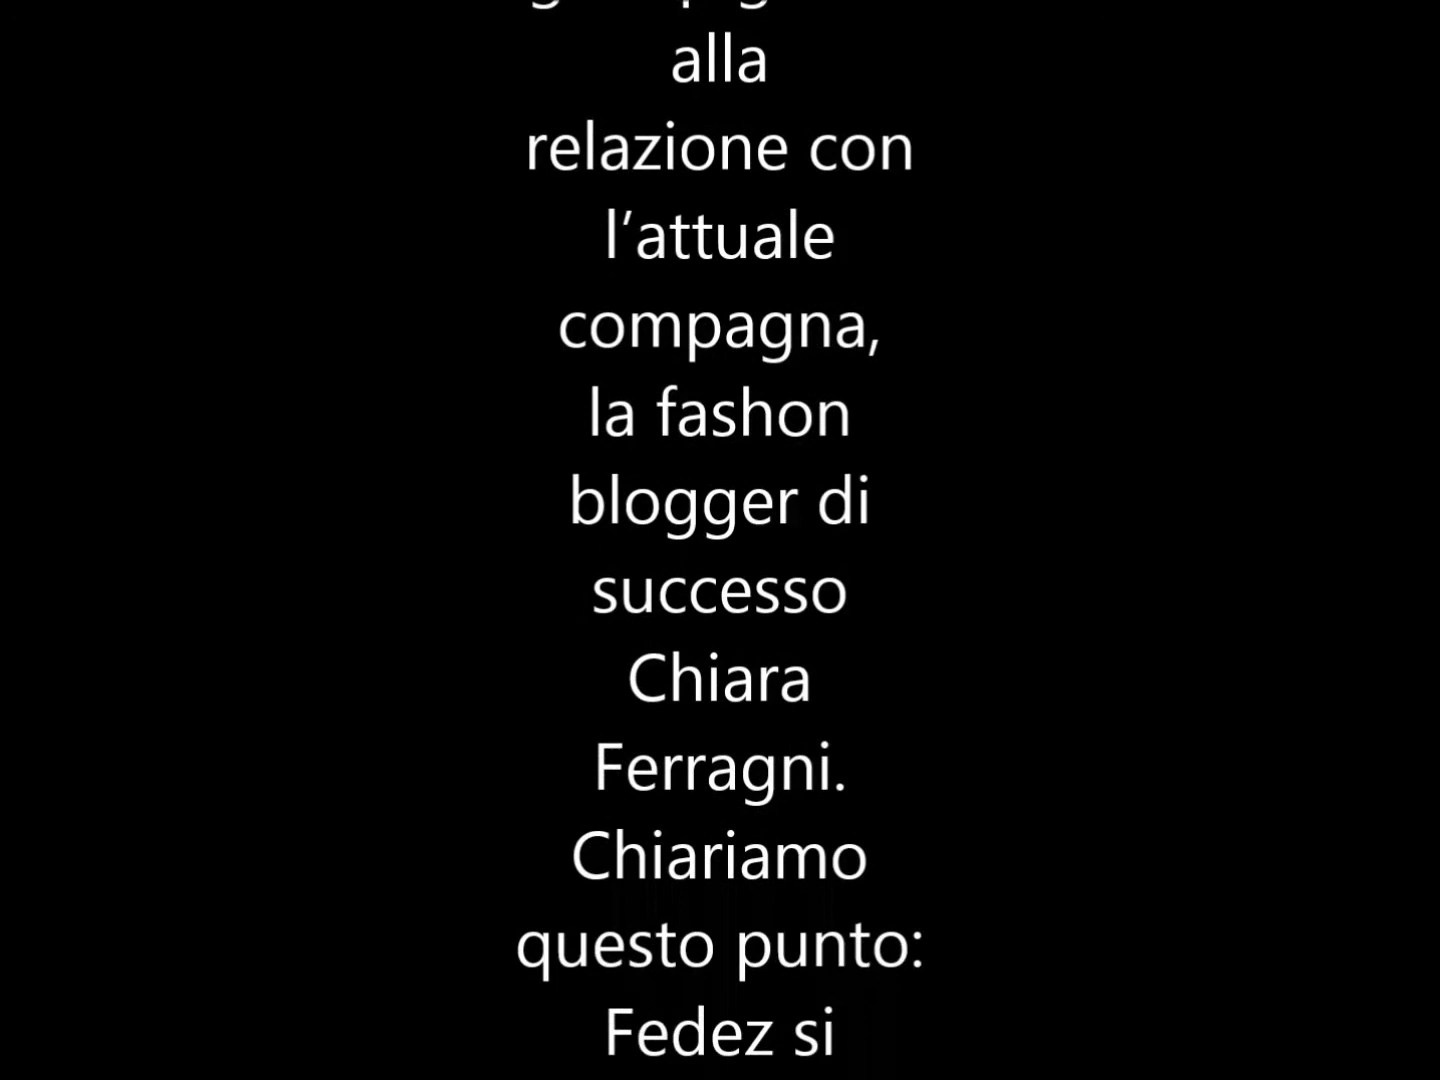 alla
relazione con
l’attuale
compagna,
la fashon
blogger di
successo
Chiara
Ferragni.
Chiariamo
questo punto:
Fedez si